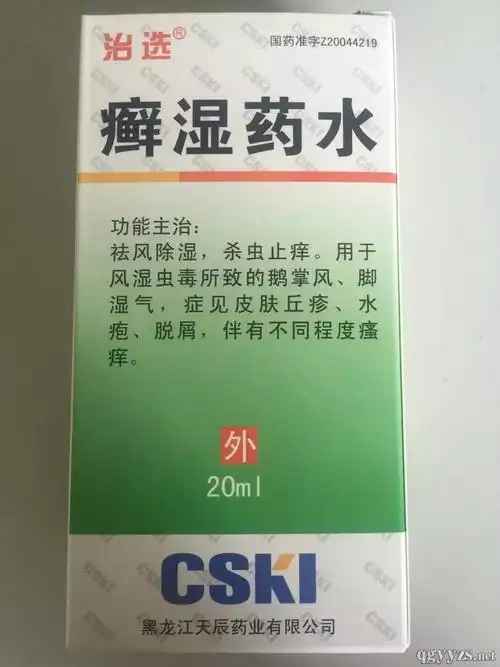 治选®
国药准字Z20044219
癣湿药水
功能主治:
祛风除湿，杀虫止痒。用于
风湿虫毒所致的鹅掌风、脚
湿气，症见皮肤丘疹、水
疱、脱屑，伴有不同程度瘙
痒。
外
20ml
CSKI
黑龙江天辰药业有限公司
qgyyzs.net